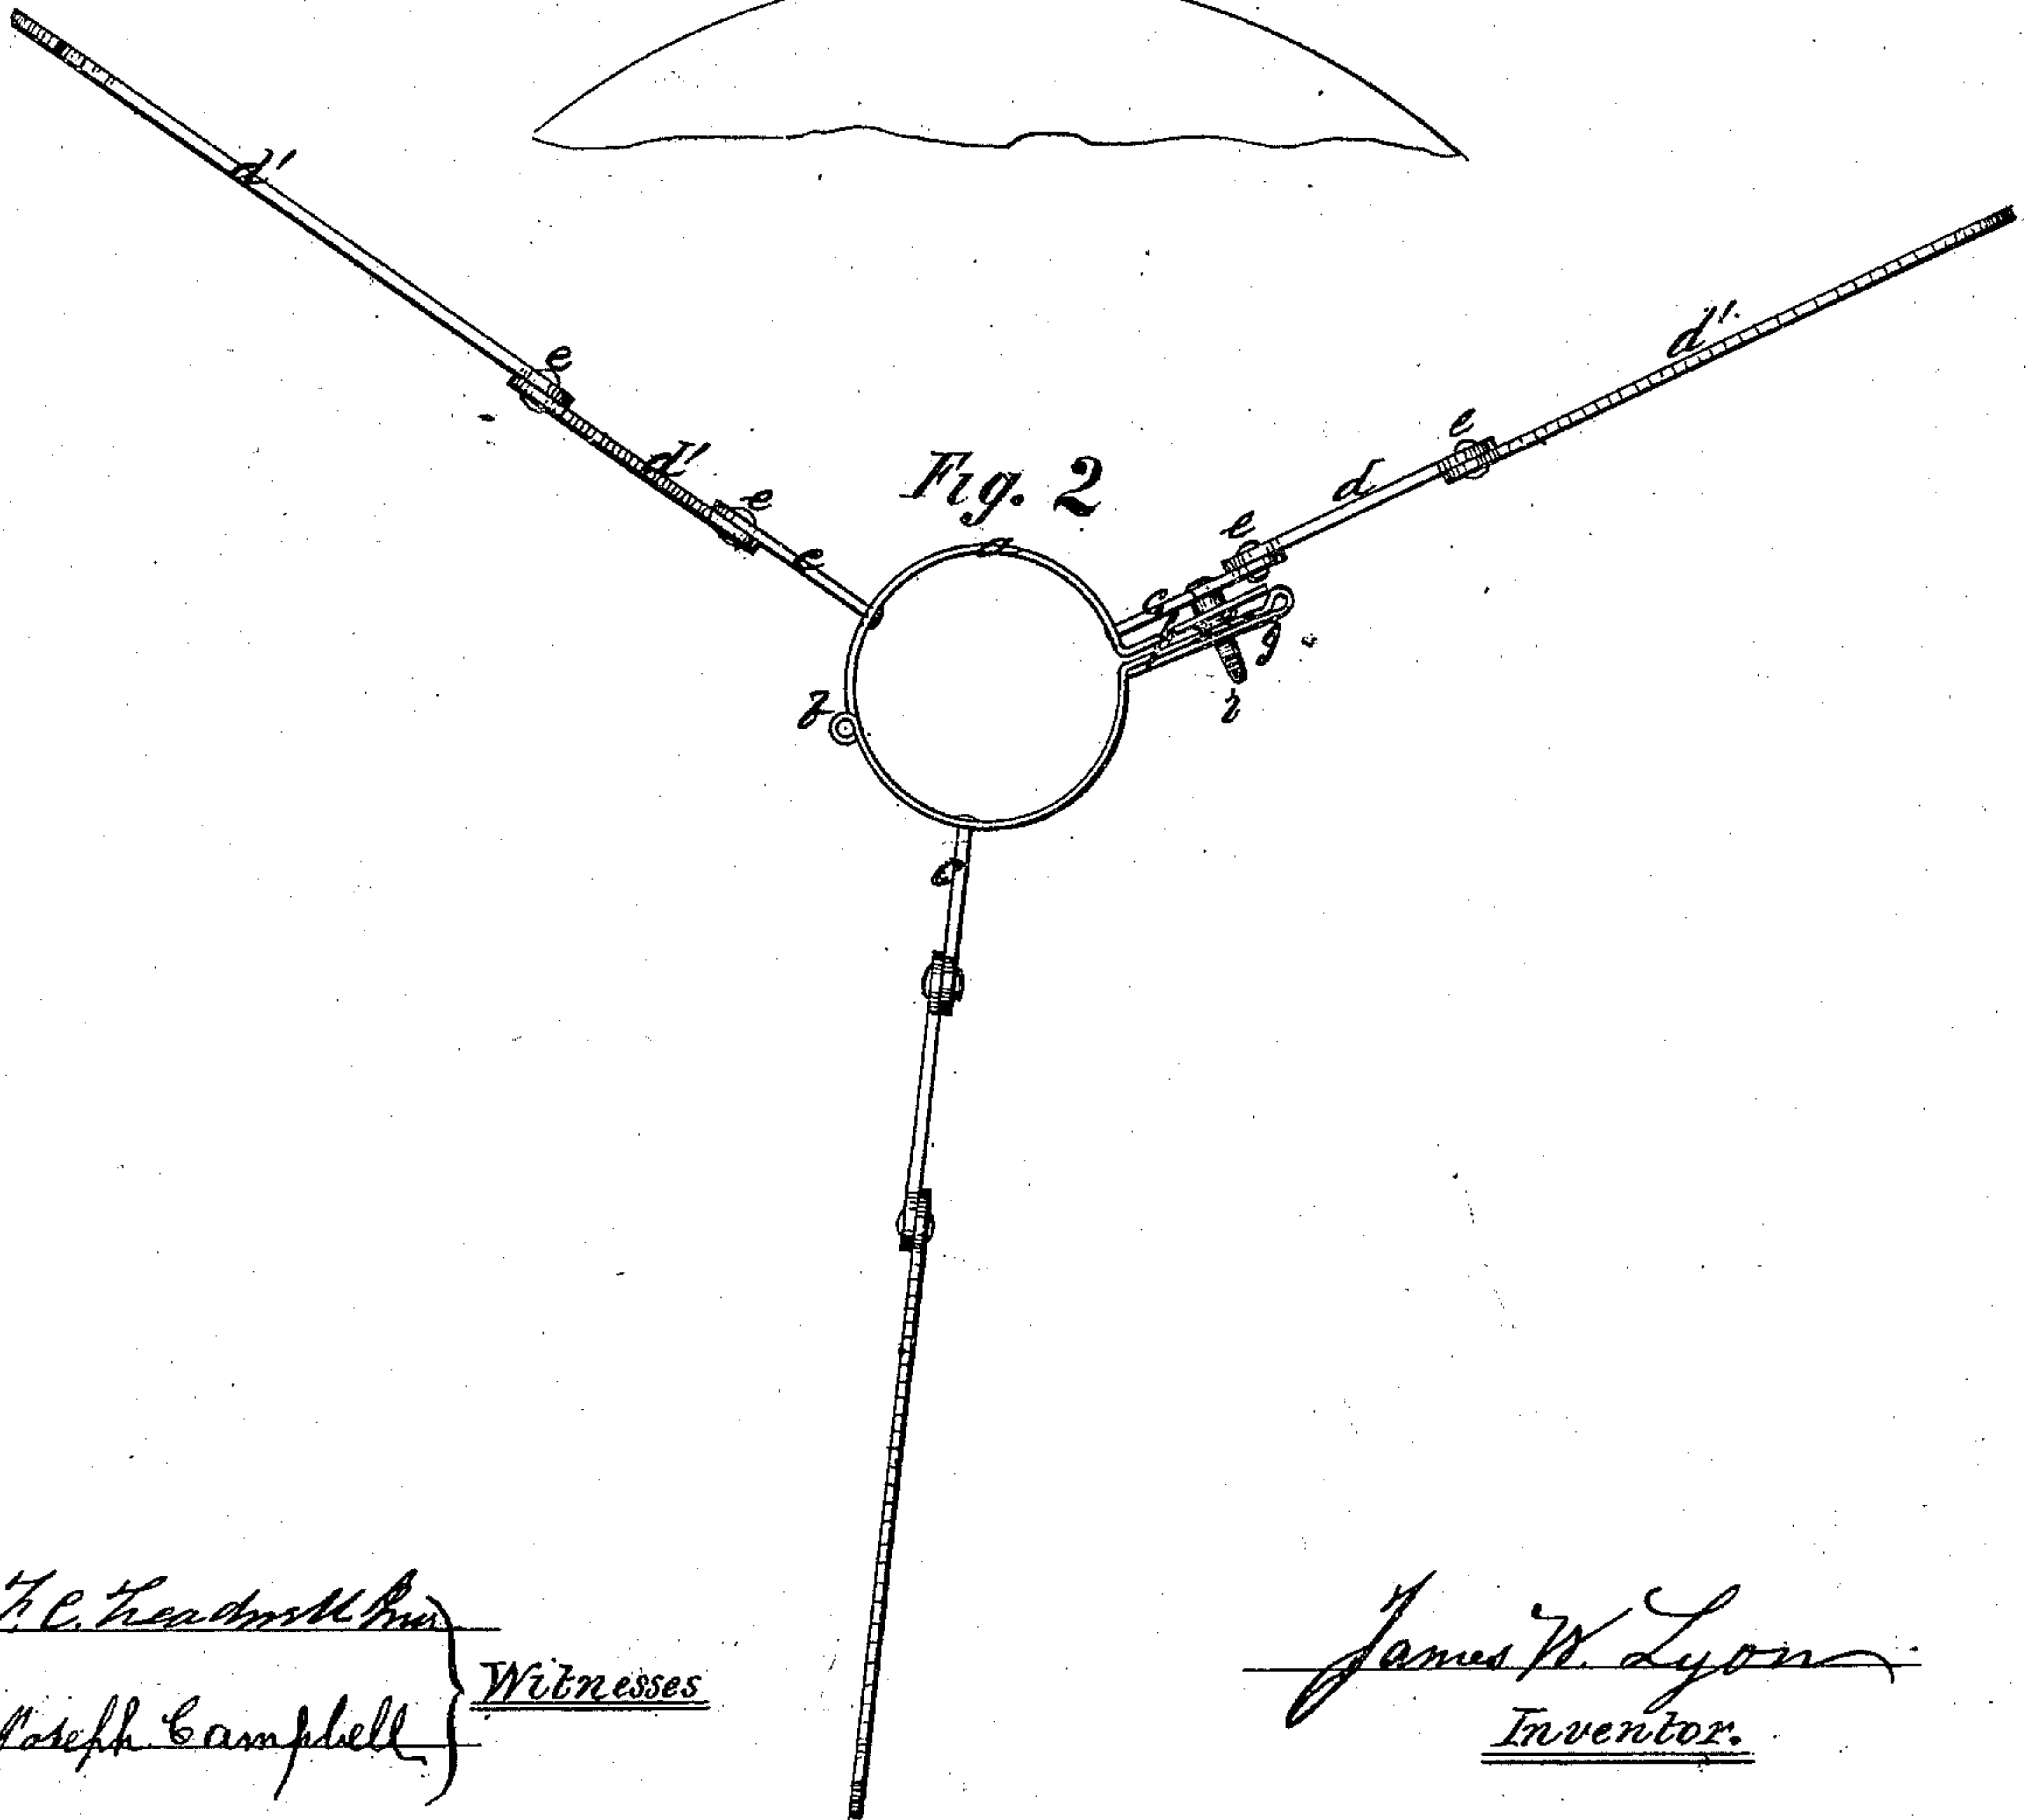 d'
d'
e
e
d'
Fig. 2
e
d
e
e
a
c
g
i
c
Witnesses
Joseph Campbell
James W. Lyon
Inventor.